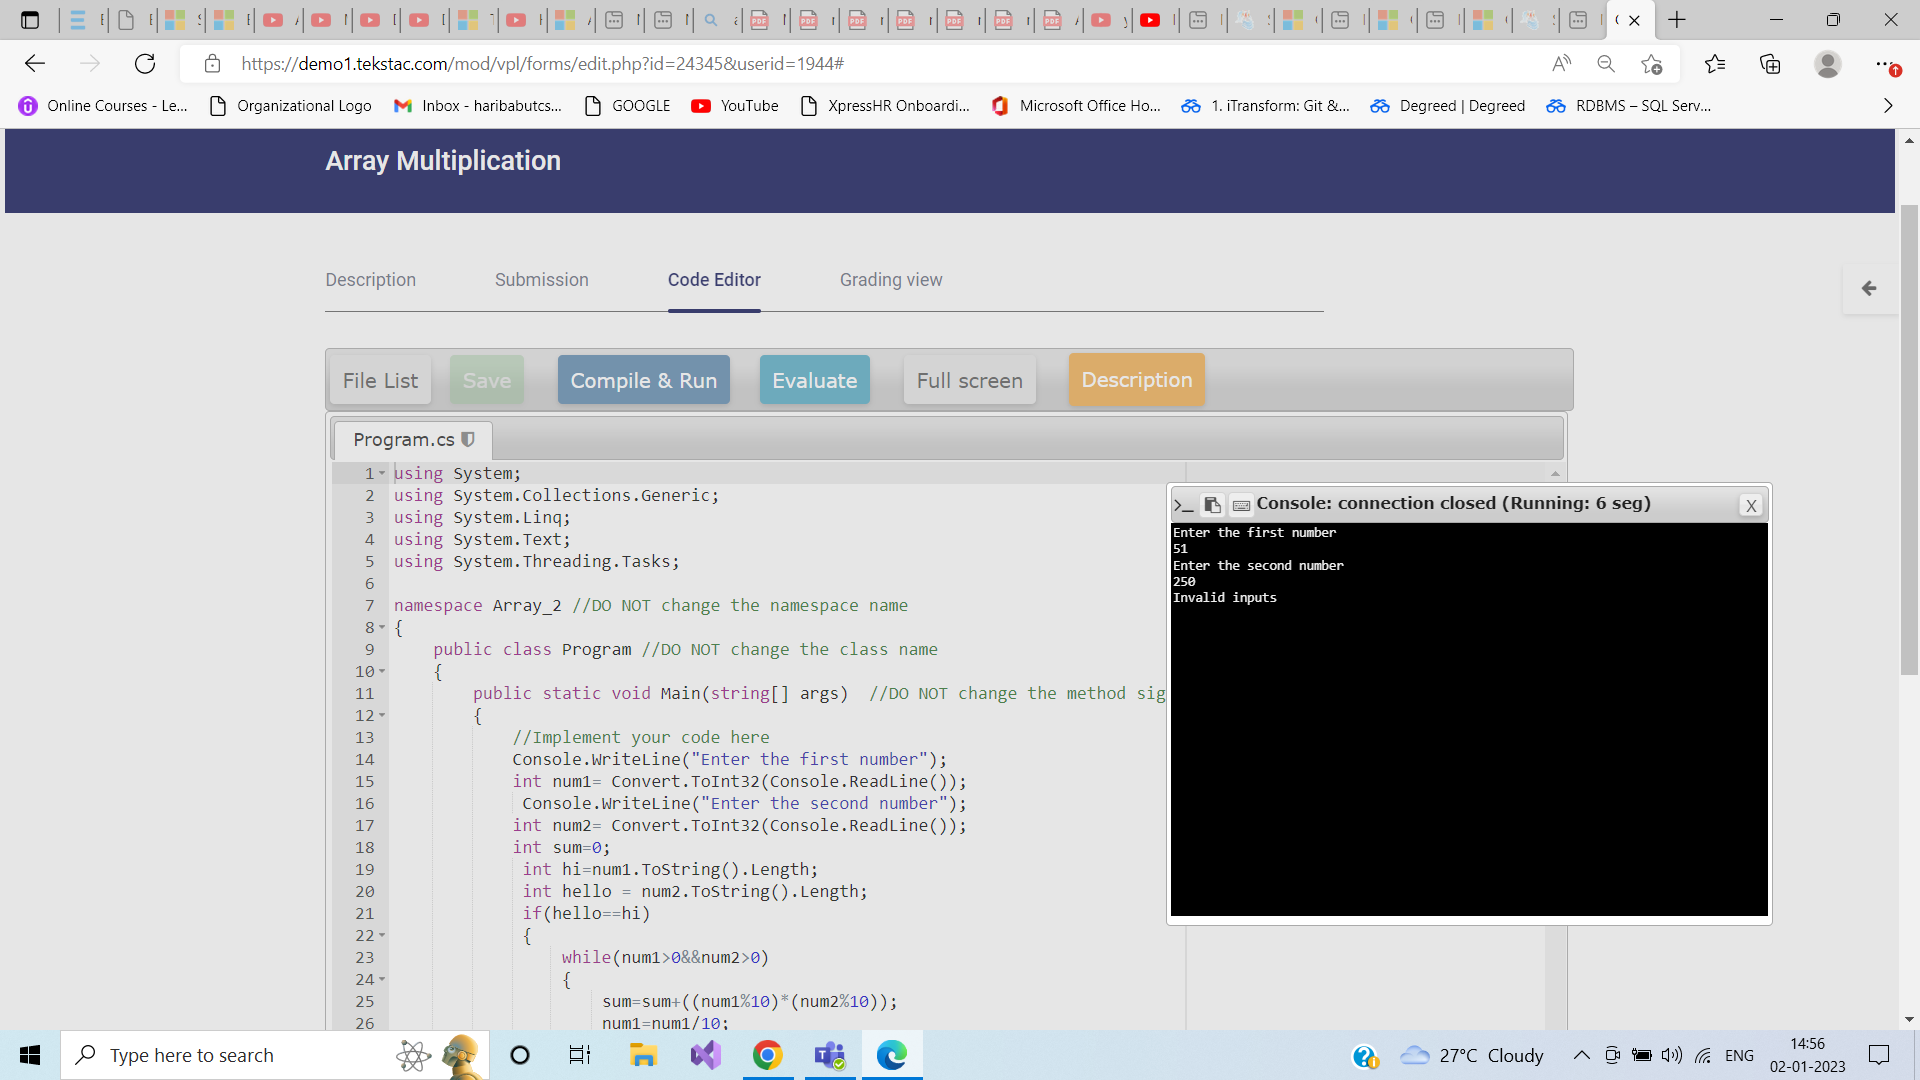 https://demo1.tekstac.com/mod/vpl/forms/edit.php?id=24345&userid=1944#
Online Courses - Le...
Organizational Logo
Inbox - haribabutcs...
GOOGLE
YouTube
XpressHR Onboardi...
Microsoft Office Ho...
1. iTransform: Git &...
Degreed | Degreed
RDBMS – SQL Serv...
Array Multiplication
Description
Submission
Code Editor
Grading view
File List
Save
Compile & Run
Evaluate
Full screen
Description
Program.cs
1 using System;
2 using System.Collections.Generic;
3 using System.Linq;
4 using System.Text;
5 using System.Threading.Tasks;
6
7 namespace Array_2 //DO NOT change the namespace name
8 {
9 public class Program //DO NOT change the class name
10 {
11 public static void Main(string[] args) //DO NOT change the method sig
12 {
13 //Implement your code here
14 Console.WriteLine("Enter the first number");
15 int num1= Convert.ToInt32(Console.ReadLine());
16 Console.WriteLine("Enter the second number");
17 int num2= Convert.ToInt32(Console.ReadLine());
18 int sum=0;
19 int hi=num1.ToString().Length;
20 int hello = num2.ToString().Length;
21 if(hello==hi)
22 {
23 while(num1>0&&num2>0)
24 {
25 sum=sum+((num1%10)*(num2%10));
26 num1=num1/10;
Console: connection closed (Running: 6 seg)
X
Enter the first number
51
Enter the second number
250
Invalid inputs
Type here to search
27°C Cloudy
ENG
14:56
02-01-2023